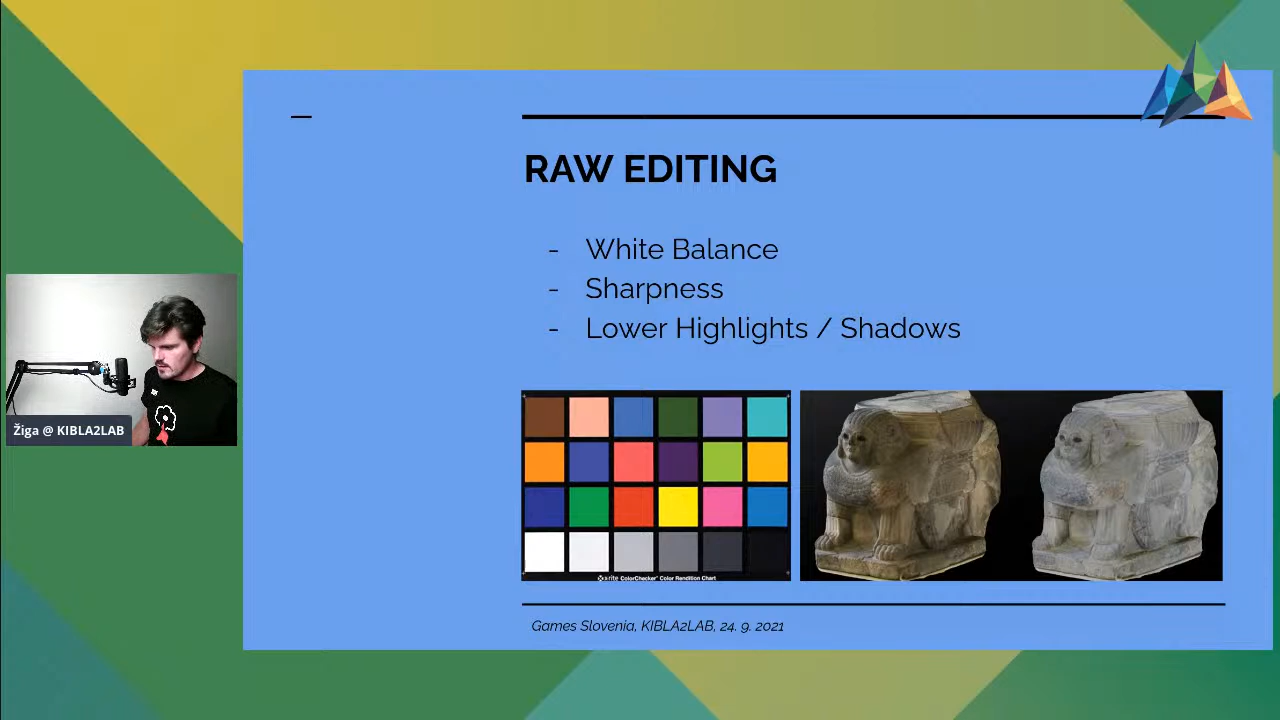 RAW EDITING
- White Balance
- Sharpness
- Lower Highlights / Shadows
Žiga @ KIBLA2LAB
x-rite ColorChecker Color Rendition Chart
Games Slovenia, KIBLA2LAB, 24. 9. 2021